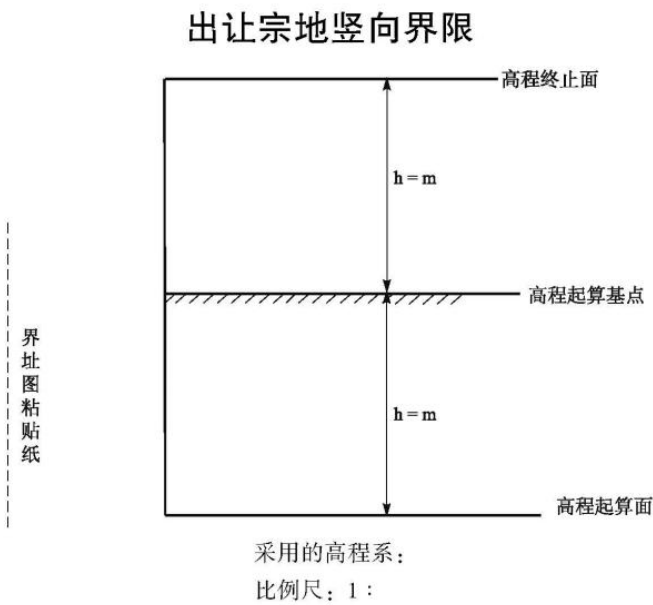 出让宗地竖向界限
高程终止面
h=m
高程起算基点
界址图粘贴纸
h=m
高程起算面
采用的高程系：
比例尺：1：